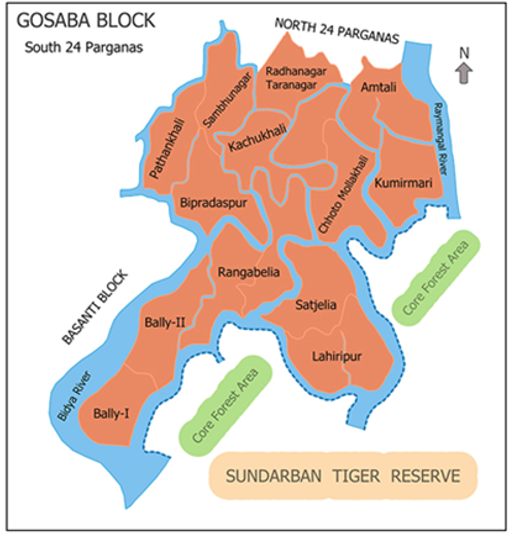 GOSABA BLOCK
South 24 Parganas
NORTH 24 PARGANAS
N
Radhanagar
Taranagar
Amtali
Sambhunagar
Raymangal River
Pathankhali
Kachukhali
Chhoto Mollakhali
Kumirmari
Bipradaspur
Core Forest Area
Rangabelia
BASANTI BLOCK
Satjelia
Bally-II
Lahiripur
Bidya River
Core Forest Area
Bally-I
SUNDARBAN TIGER RESERVE